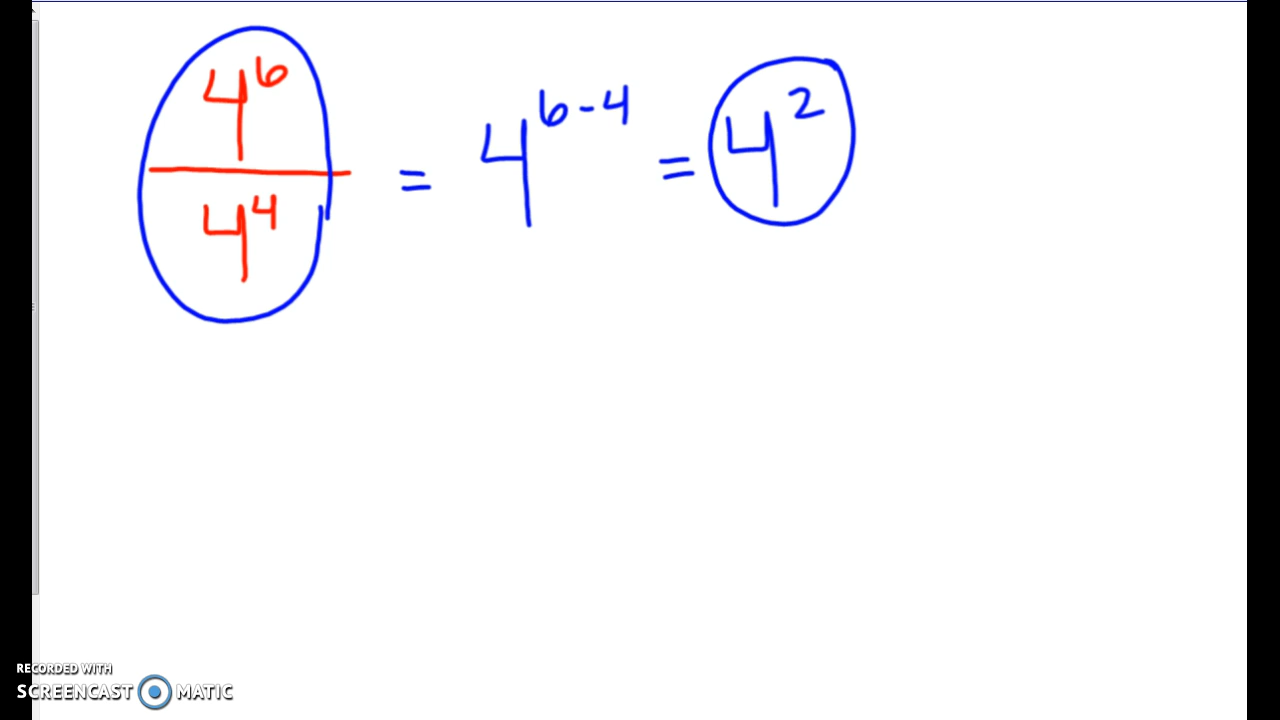 4^6 / 4^4 = 4^{6-4} = 4^2
RECORDED WITH
SCREENCAST MATIC